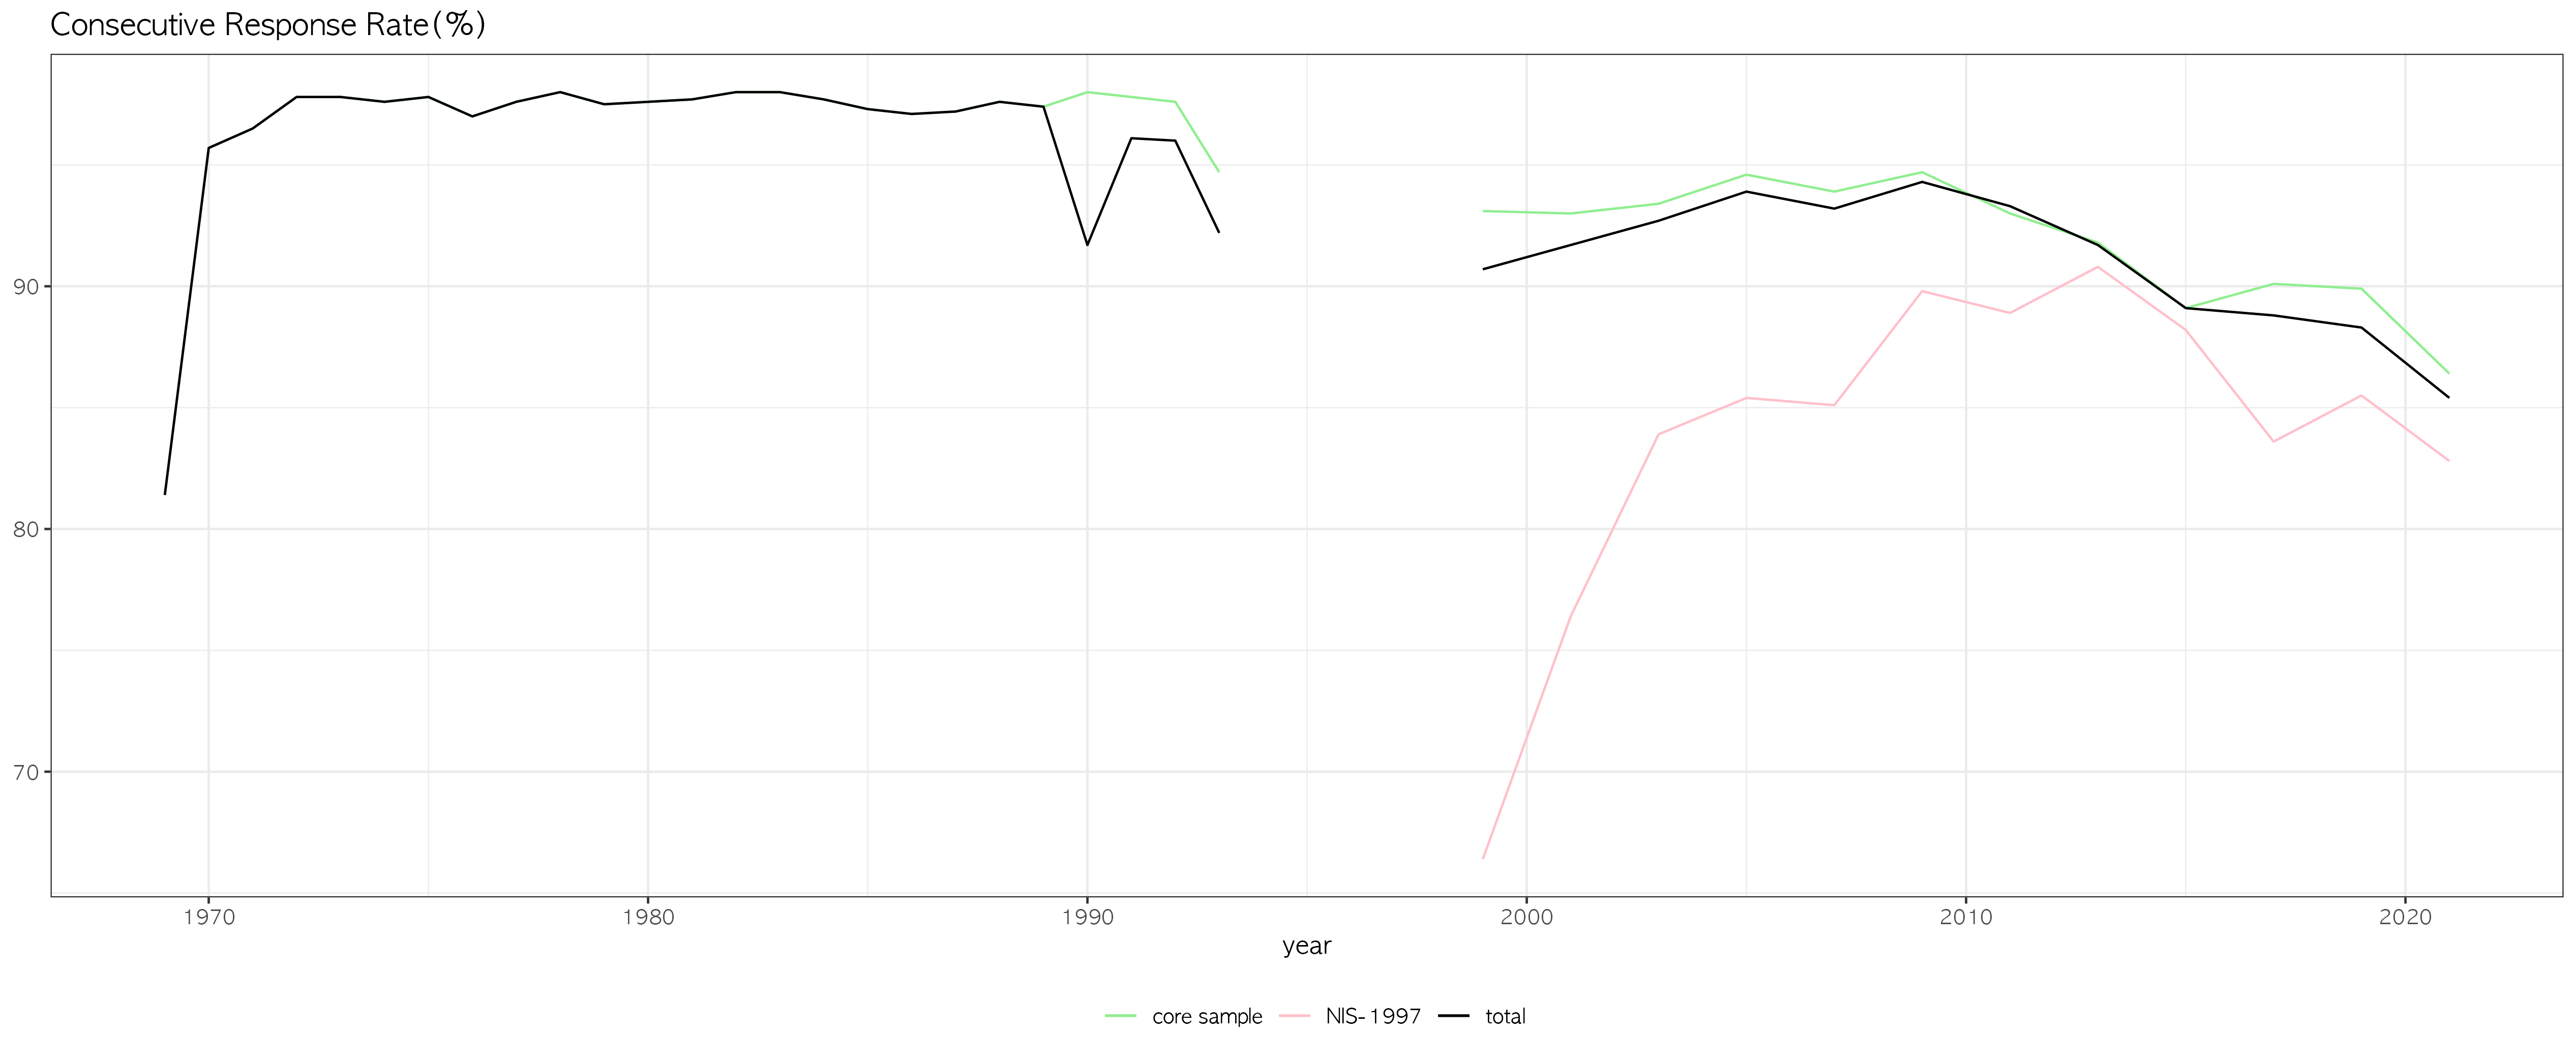 Consecutive Response Rate(%)
90
80
70
1970 1980 1990 2000 2010 2020
year
core sample NIS-1997 total